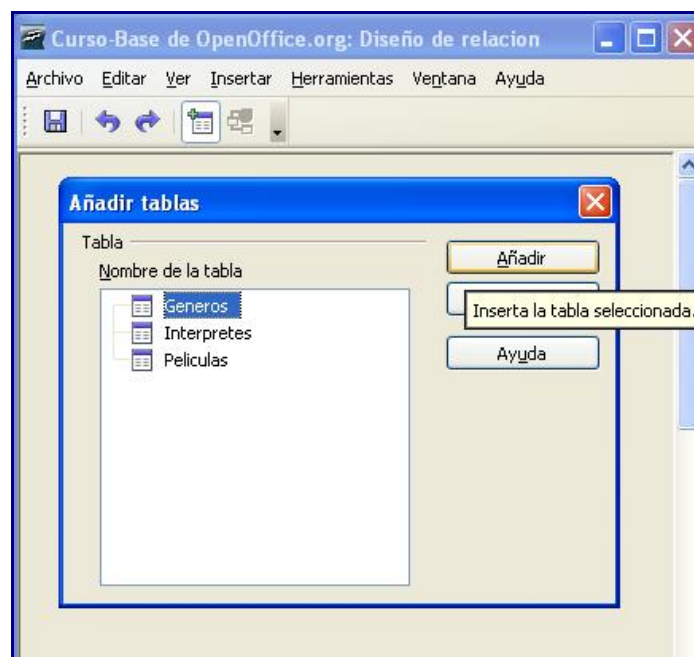 Curso-Base de OpenOffice.org: Diseño de relacion
Archivo Editar Ver Insertar Herramientas Ventana Ayuda
Añadir tablas
Tabla
Nombre de la tabla
Generos
Interpretes
Peliculas
Añadir
Inserta la tabla seleccionada.
Ayuda